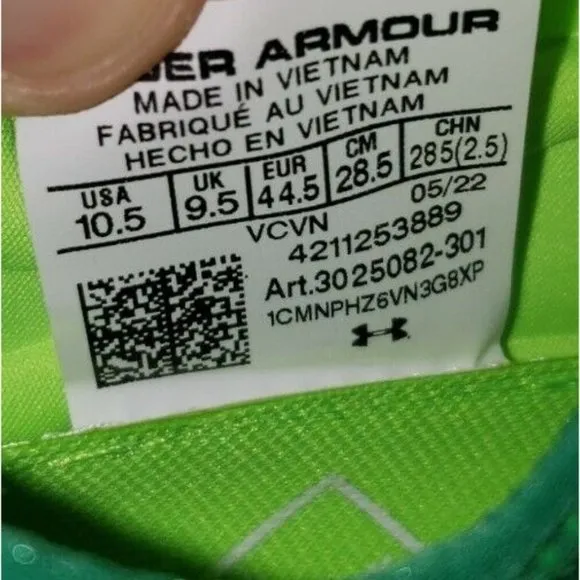 ARMOUR
MADE IN VIETNAM
FABRIQUÉ AU VIETNAM
HECHO EN VIETNAM
USA UK EUR CM CHN
10.5 9.5 44.5 28.5 285(2.5)
VCVN 05/22
4211253889
Art.3025082-301
1CMNPHZ6VN3G8XP